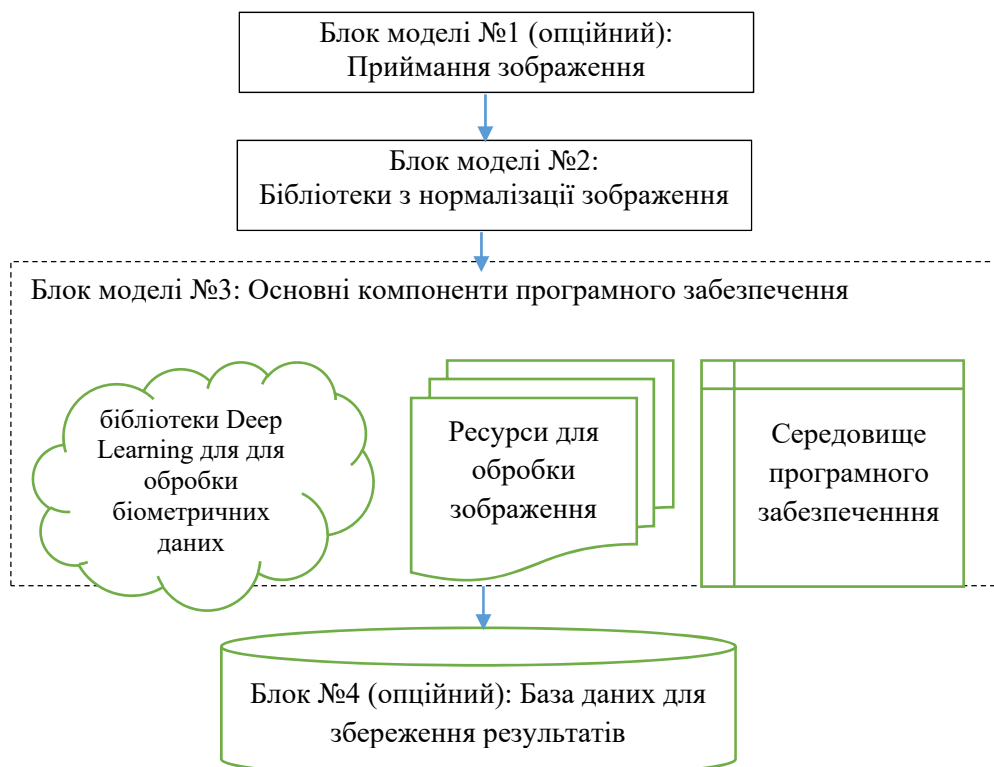 Блок моделі №1 (опційний):
Приймання зображення
Блок моделі №2:
Бібліотеки з нормалізації зображення
Блок моделі №3: Основні компоненти програмного забезпечення
бібліотеки Deep
Learning для для
обробки
біометричних
даних
Ресурси для
обробки
зображення
Середовище
програмного
забезпеченння
Блок №4 (опційний): База даних для
збереження результатів